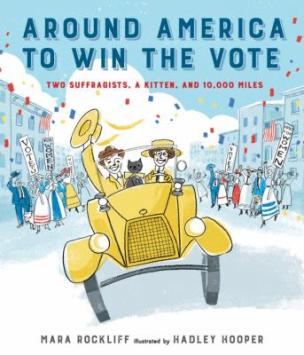 AROUND AMERICA
TO WIN THE VOTE
TWO SUFFRAGISTS, A KITTEN, AND 10,000 MILES
VOTES
WOMEN
MARA ROCKLIFF illustrated by HADLEY HOOPER